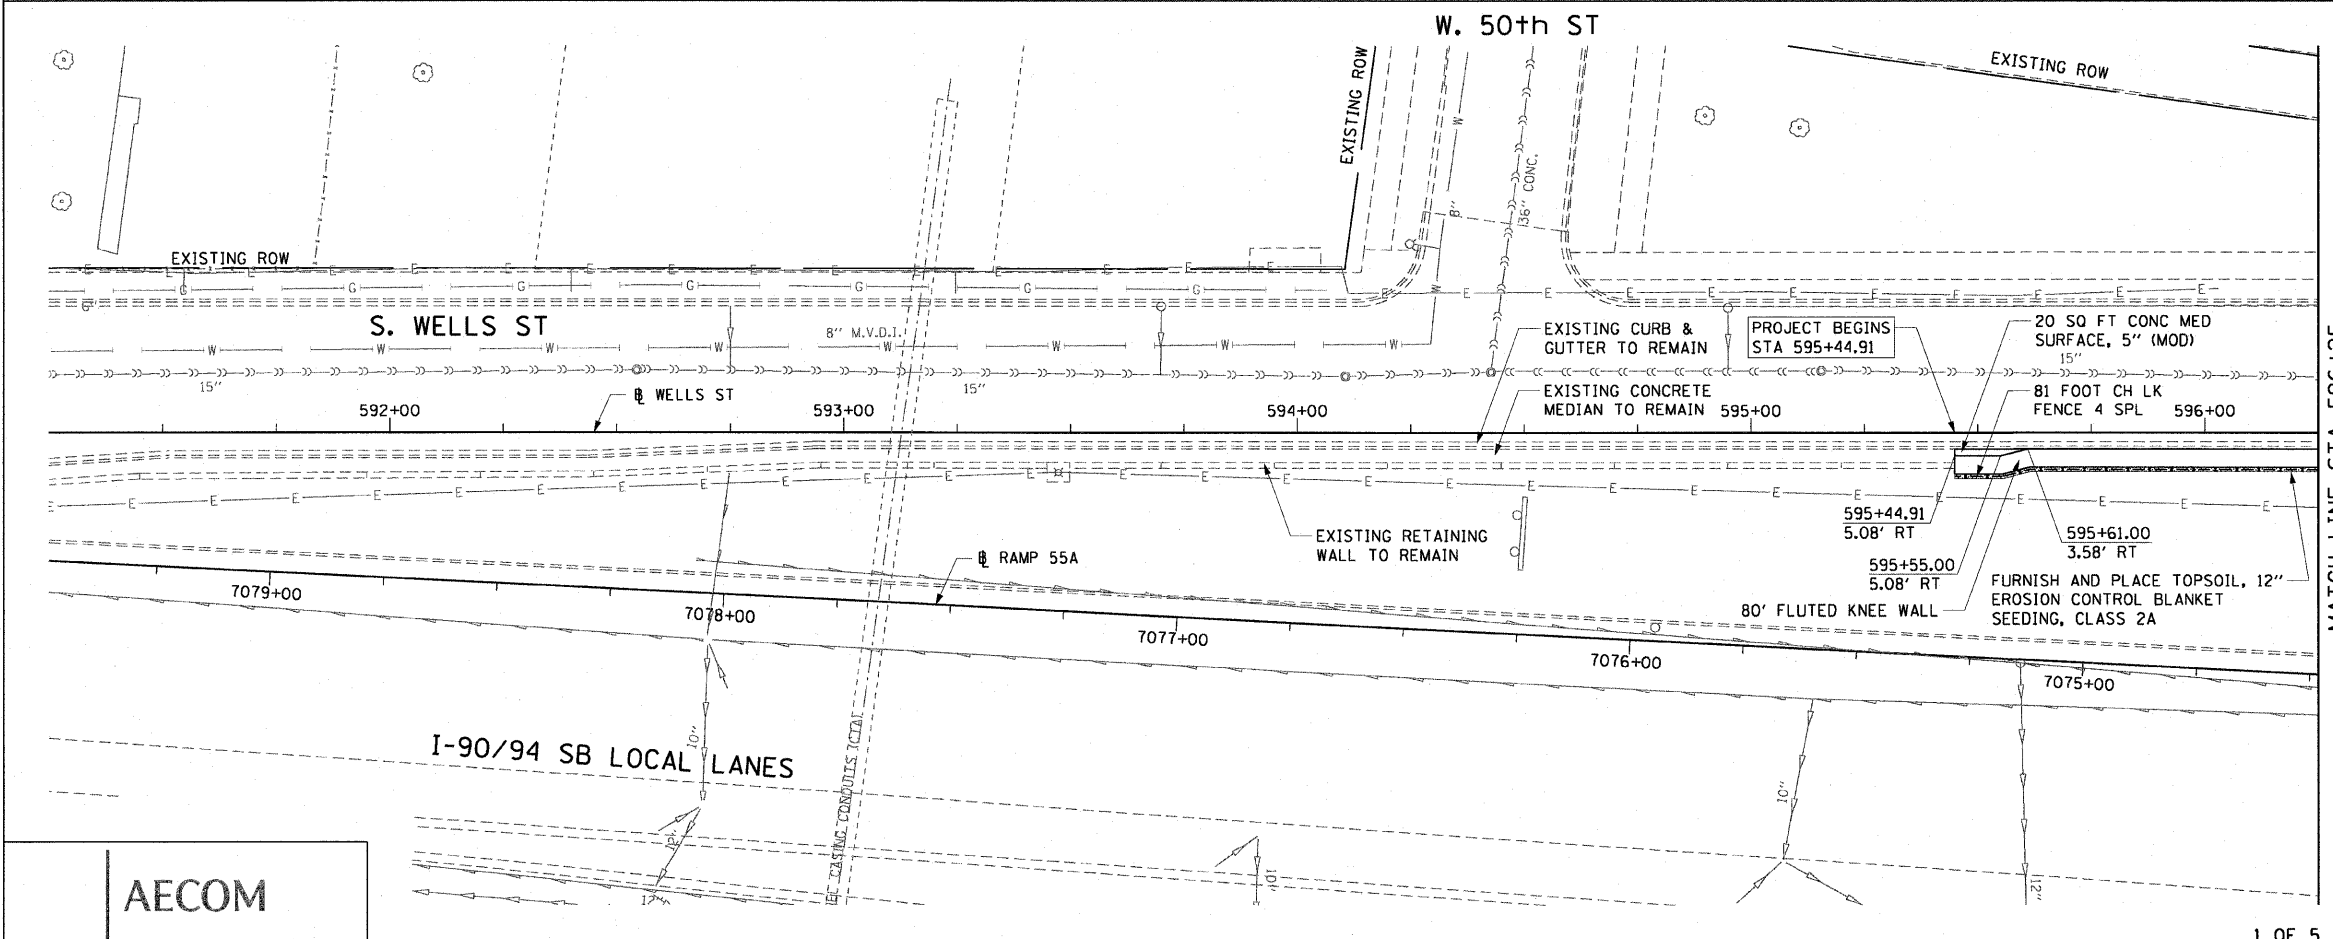 W. 50th ST
EXISTING ROW
EXISTING ROW
EXISTING ROW
W
8"
36" CONC.
S. WELLS ST
8" M.V.D.I.
15"
15"
15"
EXISTING CURB &
GUTTER TO REMAIN
PROJECT BEGINS
STA 595+44.91
20 SQ FT CONC MED
SURFACE, 5" (MOD)
EXISTING CONCRETE
MEDIAN TO REMAIN
81 FOOT CH LK
FENCE 4 SPL
WELLS ST
592+00
593+00
594+00
595+00
596+00
EXISTING RETAINING
WALL TO REMAIN
595+44.91
5.08' RT
595+55.00
5.08' RT
595+61.00
3.58' RT
80' FLUTED KNEE WALL
FURNISH AND PLACE TOPSOIL, 12"
EROSION CONTROL BLANKET
SEEDING, CLASS 2A
RAMP 55A
7079+00
7078+00
7077+00
7076+00
7075+00
I-90/94 SB LOCAL LANES
CASING CONDUITS (CTA)
10"
12"
12"
10"
10"
12"
AECOM
1 OF 5